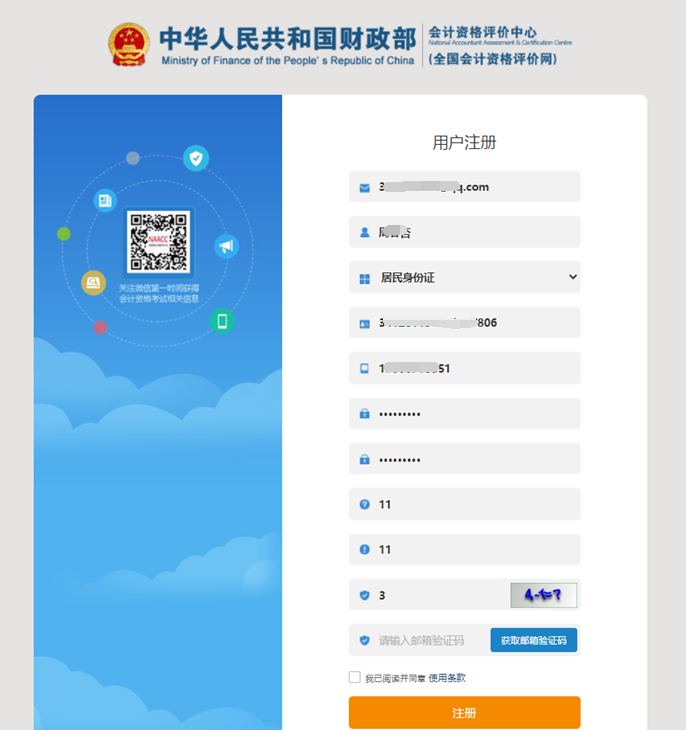 中华人民共和国财政部
Ministry of Finance of the People's Republic of China
会计资格评价中心
National Accountant Assessment & Certification Centre
(全国会计资格评价网)
NAACC
关注微信第一时间获得
会计资格考试相关信息
用户注册
3 q.com
居民身份证
3 806
1 51
•••••••••
•••••••••
11
11
3
4-1=?
请输入邮箱验证码
获取邮箱验证码
我已阅读并同意 使用条款
注册